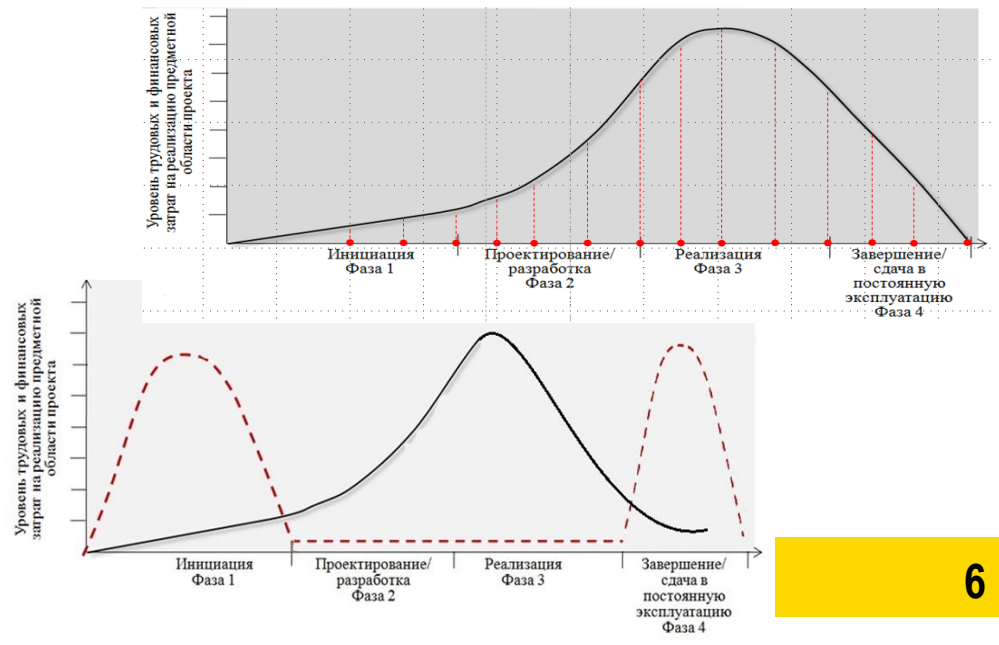 Уровень трудовых и финансовых
затрат на реализацию предметной
области проекта
Инициация
Фаза 1
Проектирование/
разработка
Фаза 2
Реализация
Фаза 3
Завершение/
сдача в
постоянную
эксплуатацию
Фаза 4
Уровень трудовых и финансовых
затрат на реализацию предметной
области проекта
Инициация
Фаза 1
Проектирование/
разработка
Фаза 2
Реализация
Фаза 3
Завершение/
сдача в
постоянную
эксплуатацию
Фаза 4
6